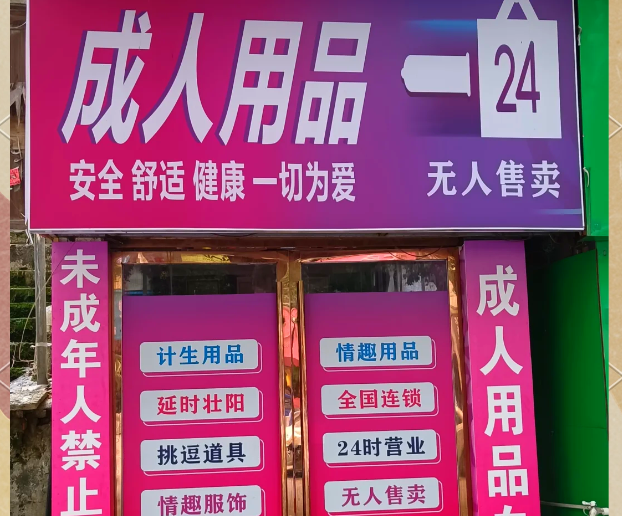 成人用品
24
安全 舒适 健康 一切为爱
无人售卖
未成年人禁止
计生用品
延时壮阳
挑逗道具
情趣服饰
情趣用品
全国连锁
24时营业
无人售卖
成人用品